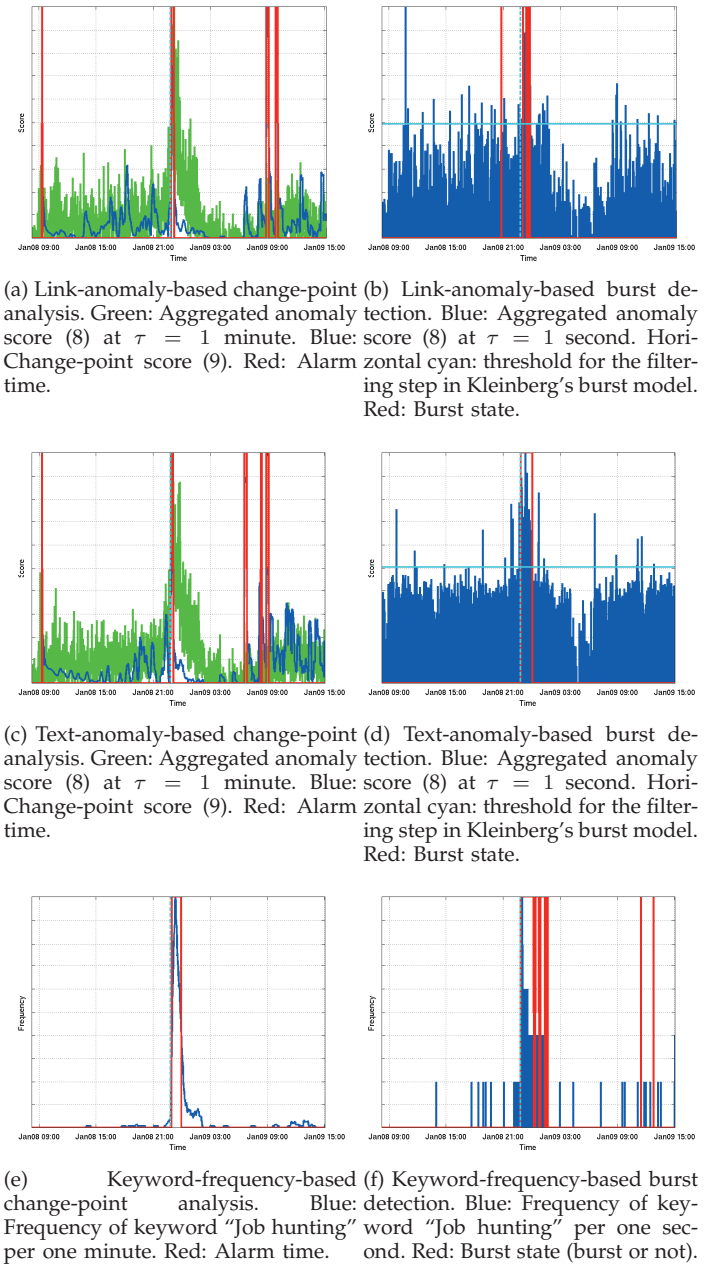 Score
Score
Jan08 09:00 Jan08 15:00 Jan08 21:00 Jan09 03:00 Jan09 09:00 Jan09 15:00
Time
Jan08 09:00 Jan08 15:00 Jan08 21:00 Jan09 03:00 Jan09 09:00 Jan09 15:00
Time
(a) Link-anomaly-based change-point
analysis. Green: Aggregated anomaly
score (8) at τ = 1 minute. Blue:
Change-point score (9). Red: Alarm
time.
(b) Link-anomaly-based burst de-
tection. Blue: Aggregated anomaly
score (8) at τ = 1 second. Hori-
zontal cyan: threshold for the filter-
ing step in Kleinberg's burst model.
Red: Burst state.
Score
Score
Jan08 09:00 Jan08 15:00 Jan08 21:00 Jan09 03:00 Jan09 09:00 Jan09 15:00
Time
Jan08 09:00 Jan08 15:00 Jan08 21:00 Jan09 03:00 Jan09 09:00 Jan09 15:00
Time
(c) Text-anomaly-based change-point
analysis. Green: Aggregated anomaly
score (8) at τ = 1 minute. Blue:
Change-point score (9). Red: Alarm
time.
(d) Text-anomaly-based burst de-
tection. Blue: Aggregated anomaly
score (8) at τ = 1 second. Hori-
zontal cyan: threshold for the filter-
ing step in Kleinberg's burst model.
Red: Burst state.
Frequency
Frequency
Jan08 09:00 Jan08 15:00 Jan08 21:00 Jan09 03:00 Jan09 09:00 Jan09 15:00
Time
Jan08 09:00 Jan08 15:00 Jan08 21:00 Jan09 03:00 Jan09 09:00 Jan09 15:00
Time
(e) Keyword-frequency-based
change-point analysis. Blue:
Frequency of keyword "Job hunting"
per one minute. Red: Alarm time.
(f) Keyword-frequency-based burst
detection. Blue: Frequency of key-
word "Job hunting" per one sec-
ond. Red: Burst state (burst or not).